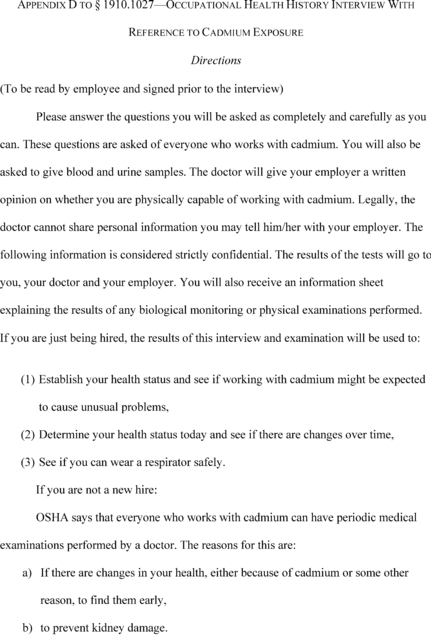 APPENDIX D TO § 1910.1027—OCCUPATIONAL HEALTH HISTORY INTERVIEW WITH
REFERENCE TO CADMIUM EXPOSURE
Directions
(To be read by employee and signed prior to the interview)
Please answer the questions you will be asked as completely and carefully as you
can. These questions are asked of everyone who works with cadmium. You will also be
asked to give blood and urine samples. The doctor will give your employer a written
opinion on whether you are physically capable of working with cadmium. Legally, the
doctor cannot share personal information you may tell him/her with your employer. The
following information is considered strictly confidential. The results of the tests will go to
you, your doctor and your employer. You will also receive an information sheet
explaining the results of any biological monitoring or physical examinations performed.
If you are just being hired, the results of this interview and examination will be used to:
(1) Establish your health status and see if working with cadmium might be expected
to cause unusual problems,
(2) Determine your health status today and see if there are changes over time,
(3) See if you can wear a respirator safely.
If you are not a new hire:
OSHA says that everyone who works with cadmium can have periodic medical
examinations performed by a doctor. The reasons for this are:
a) If there are changes in your health, either because of cadmium or some other
reason, to find them early,
b) to prevent kidney damage.